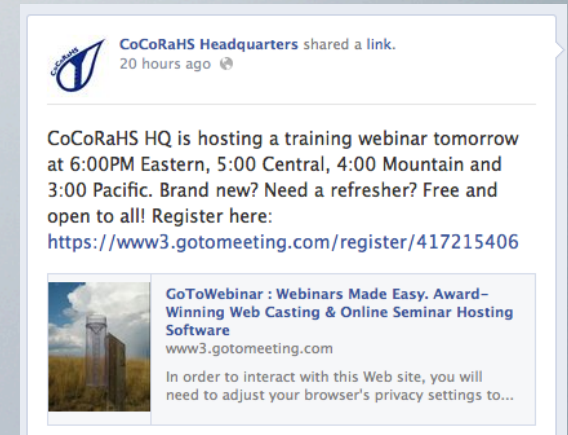 CoCoRaHS
CoCoRaHS Headquarters shared a link.
20 hours ago
CoCoRaHS HQ is hosting a training webinar tomorrow
at 6:00PM Eastern, 5:00 Central, 4:00 Mountain and
3:00 Pacific. Brand new? Need a refresher? Free and
open to all! Register here:
https://www3.gotomeeting.com/register/417215406
GoToWebinar : Webinars Made Easy. Award-
Winning Web Casting & Online Seminar Hosting
Software
www3.gotomeeting.com
In order to interact with this Web site, you will
need to adjust your browser's privacy settings to...